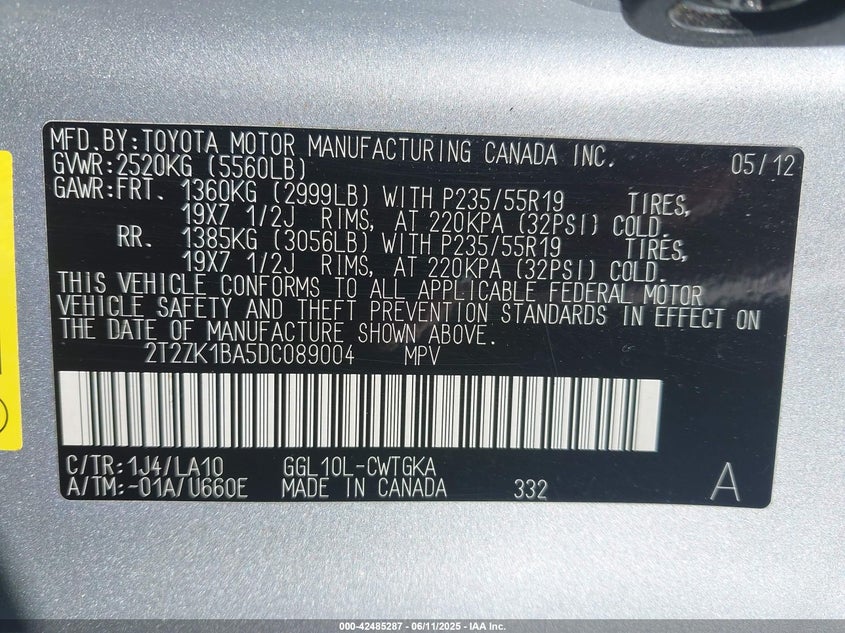 MFD.BY:TOYOTA MOTOR MANUFACTURING CANADA INC. 05/12
GVWR:2520KG (5560LB)
GAWR:FRT. 1360KG (2999LB) WITH P235/55R19 TIRES,
19X7 1/2J RIMS, AT 220KPA (32PSI) COLD.
RR. 1385KG (3056LB) WITH P235/55R19 TIRES,
19X7 1/2J RIMS, AT 220KPA (32PSI) COLD.
THIS VEHICLE CONFORMS TO ALL APPLICABLE FEDERAL MOTOR
VEHICLE SAFETY AND THEFT PREVENTION STANDARDS IN EFFECT ON
THE DATE OF MANUFACTURE SHOWN ABOVE.
2T2ZK1BA5DC089004 MPV
C/TR:1J4/LA10 GGL10L-CWTGKA
A/TM:-01A/U660E MADE IN CANADA 332 A
000-42485287 - 06/11/2025 - IAA Inc.